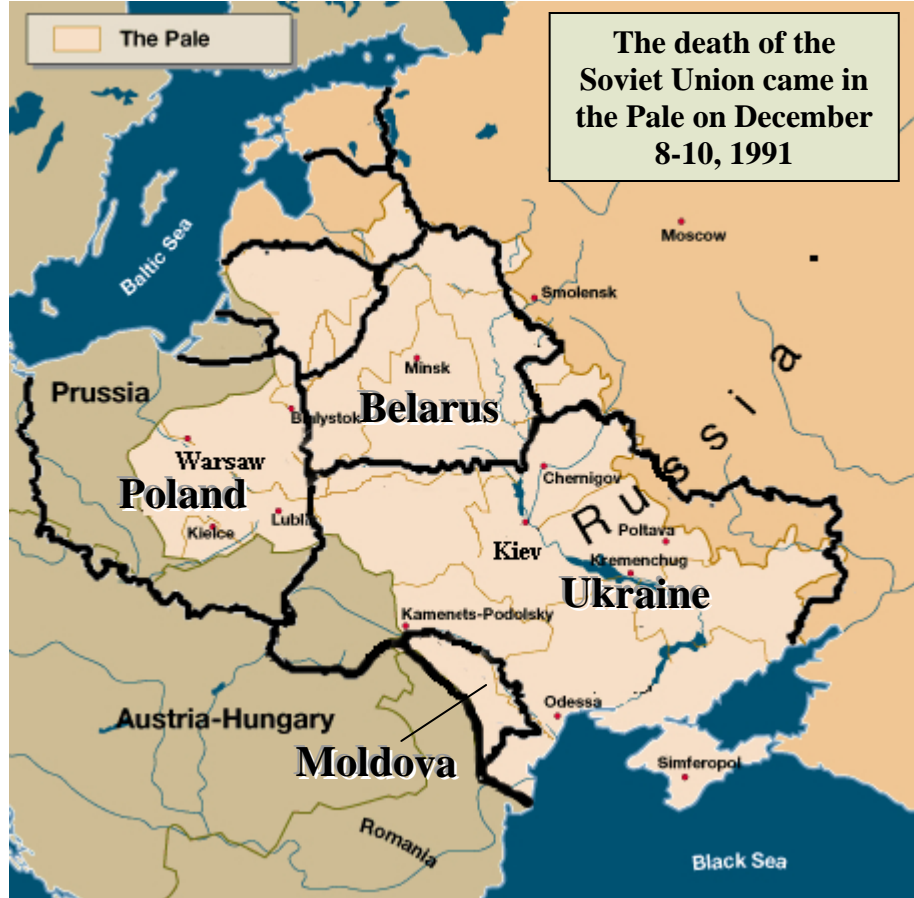 The Pale
The death of the
Soviet Union came in
the Pale on December
8-10, 1991
Baltic Sea
Moscow
Smolensk
Russia
Prussia
Minsk
Bialystok
Belarus
Warsaw
Poland
Chernigov
Lublin
Kielce
Kiev
Poltava
Kremenchug
Ukraine
Kamenets-Podolsky
Odessa
Austria-Hungary
Moldova
Simferopol
Romania
Black Sea